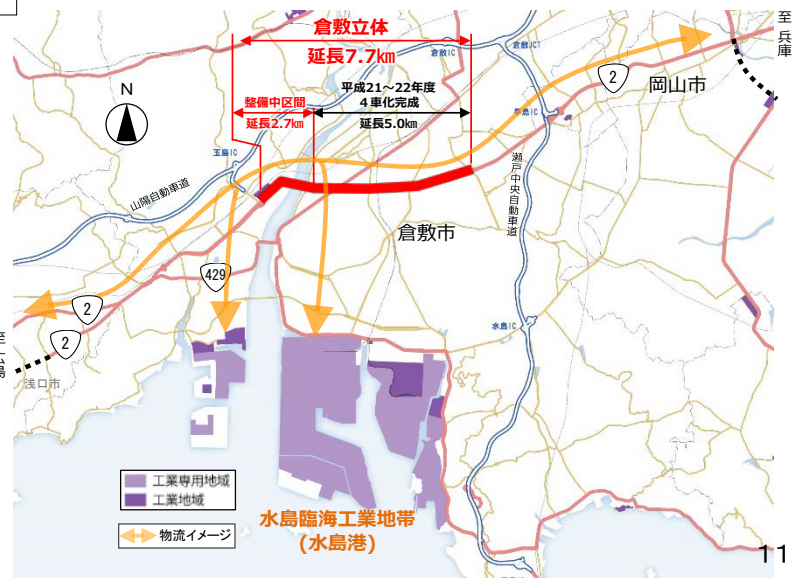 倉敷立体
延長7.7km
至 兵庫
倉敷IC
倉敷JCT
2
岡山市
平成21～22年度
4車化完成
延長5.0km
整備中区間
延長2.7km
N
早島IC
玉島IC
瀬戸中央自動車道
山陽自動車道
倉敷市
429
2
2
水島IC
至 広島
浅口市
工業専用地域
工業地域
物流イメージ
水島臨海工業地帯
(水島港)
11